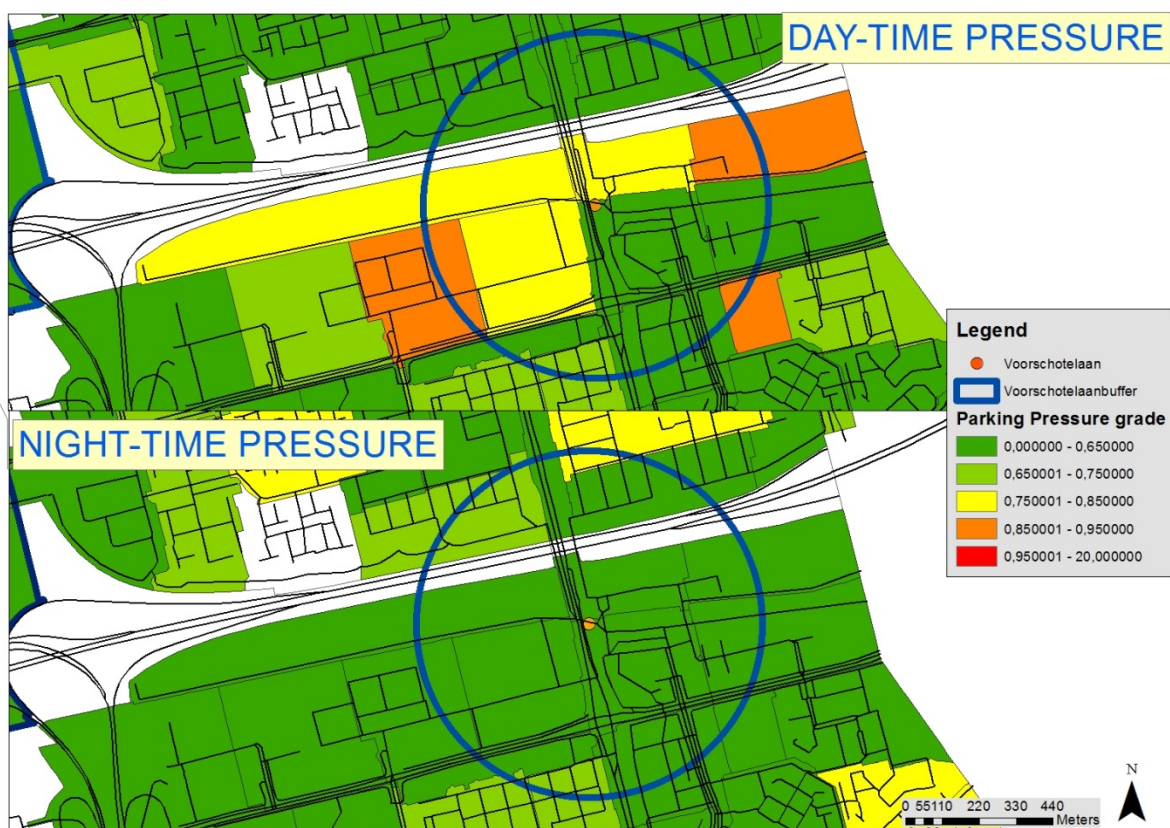 DAY-TIME PRESSURE
NIGHT-TIME PRESSURE
Legend
Voorschotelaan
Voorschotelaanbuffer
Parking Pressure grade
0,000000 - 0,650000
0,650001 - 0,750000
0,750001 - 0,850000
0,850001 - 0,950000
0,950001 - 20,000000
N
0 55110 220 330 440
Meters